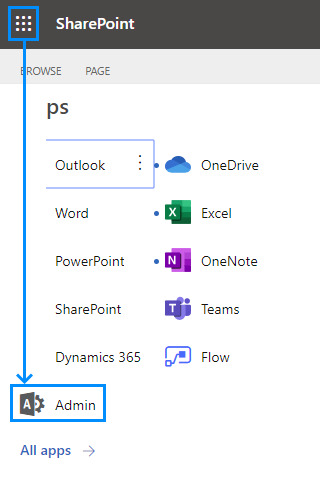 SharePoint
BROWSE PAGE
ps
Outlook OneDrive
Word Excel
PowerPoint OneNote
SharePoint Teams
Dynamics 365 Flow
Admin
All apps